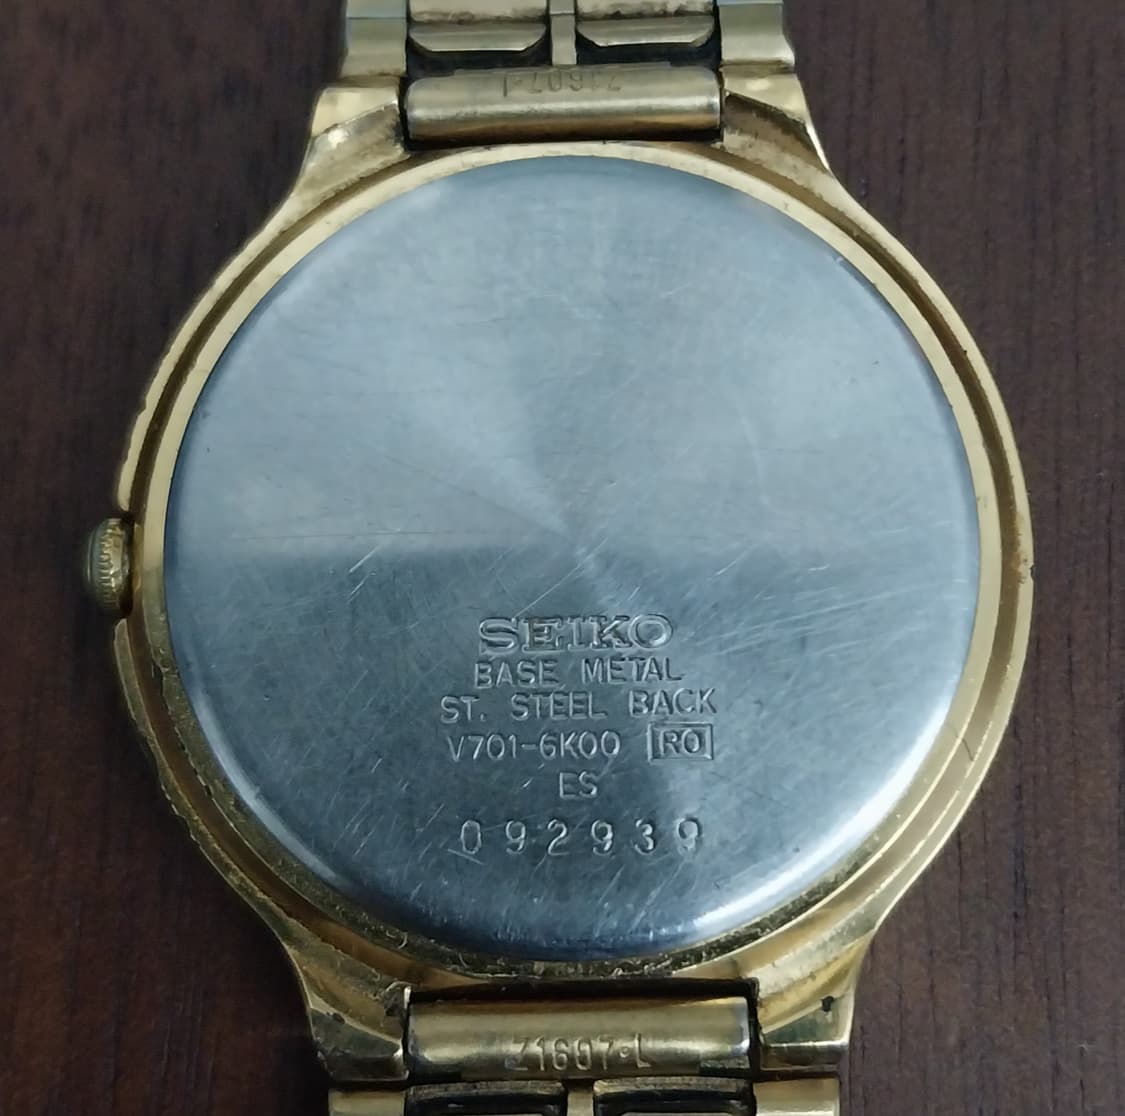 Z1607-L
SEIKO
BASE METAL
ST. STEEL BACK
V701-6K00 RO
ES
092939
Z1607-L